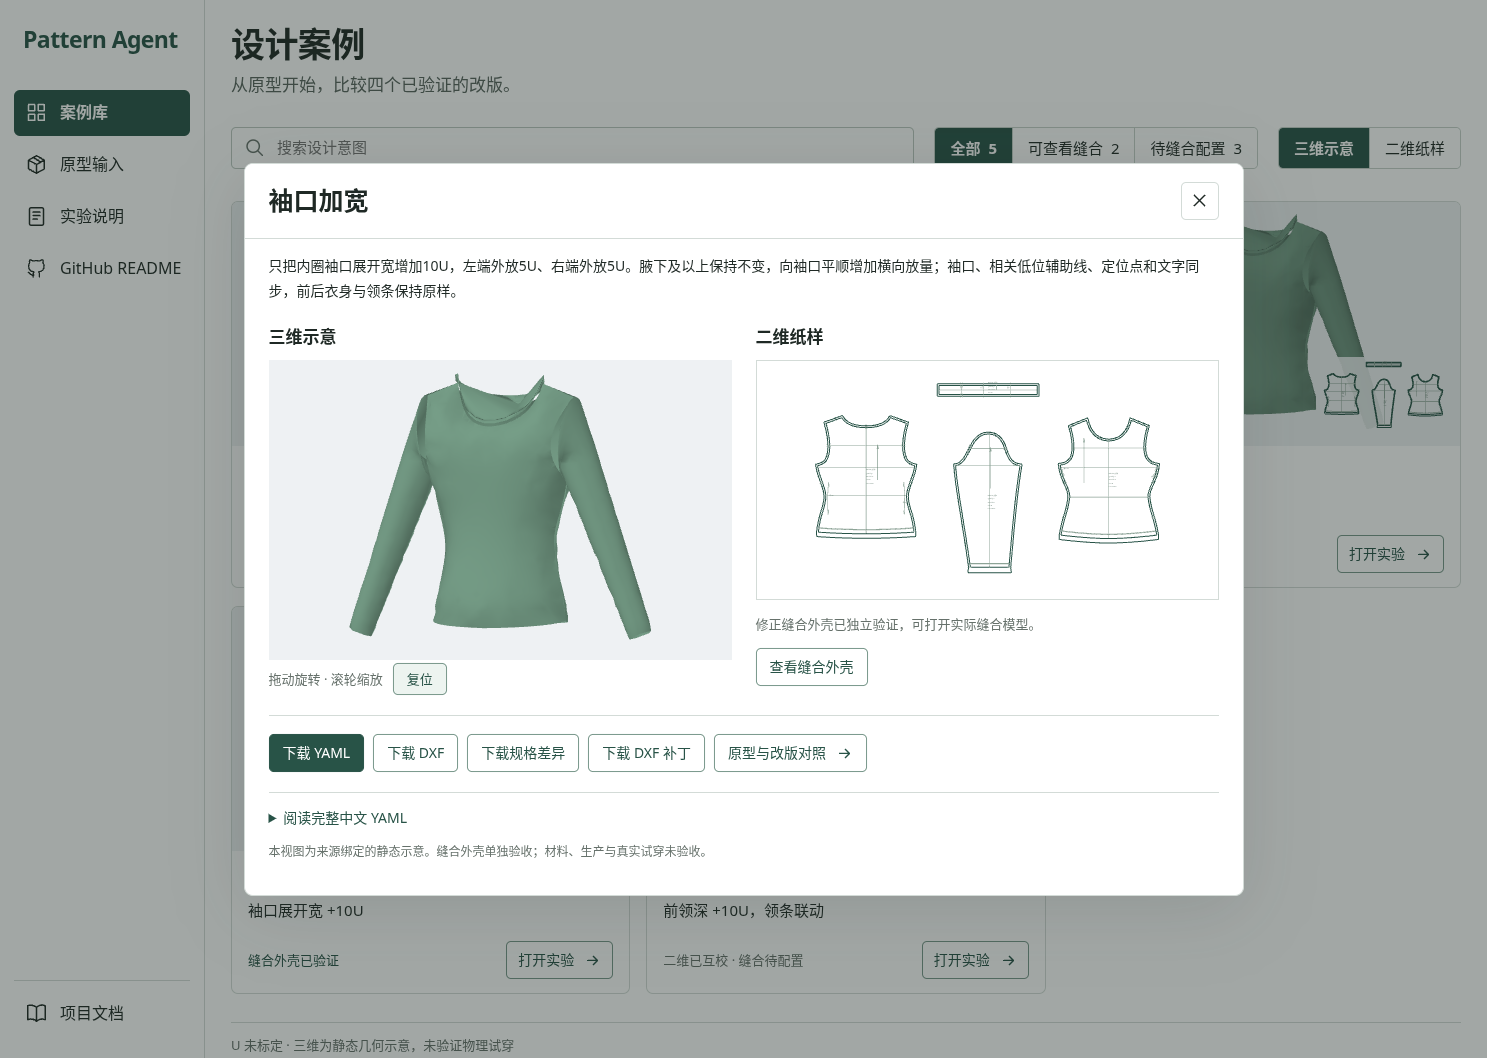 Pattern Agent
案例库
原型输入
实验说明
GitHub README
项目文档
设计案例
从原型开始，比较四个已验证的改版。
搜索设计意图
全部 5
可查看缝合 2
待缝合配置 3
三维示意
二维纸样
袖口加宽
只把内圈袖口展开宽增加10U，左端外放5U、右端外放5U。腋下及以上保持不变，向袖口平顺增加横向放量；袖口、相关低位辅助线、定位点和文字同
步，前后衣身与领条保持原样。
三维示意
二维纸样
修正缝合外壳已独立验证，可打开实际缝合模型。
查看缝合外壳
拖动旋转 · 滚轮缩放
复位
下载 YAML
下载 DXF
下载规格差异
下载 DXF 补丁
原型与改版对照 →
▶ 阅读完整中文 YAML
本视图为来源绑定的静态示意。缝合外壳单独验收；材料、生产与真实试穿未验收。
打开实验 →
袖口展开宽 +10U
缝合外壳已验证
打开实验 →
前领深 +10U，领条联动
二维已互校 · 缝合待配置
打开实验 →
U 未标定 · 三维为静态几何示意，未验证物理试穿